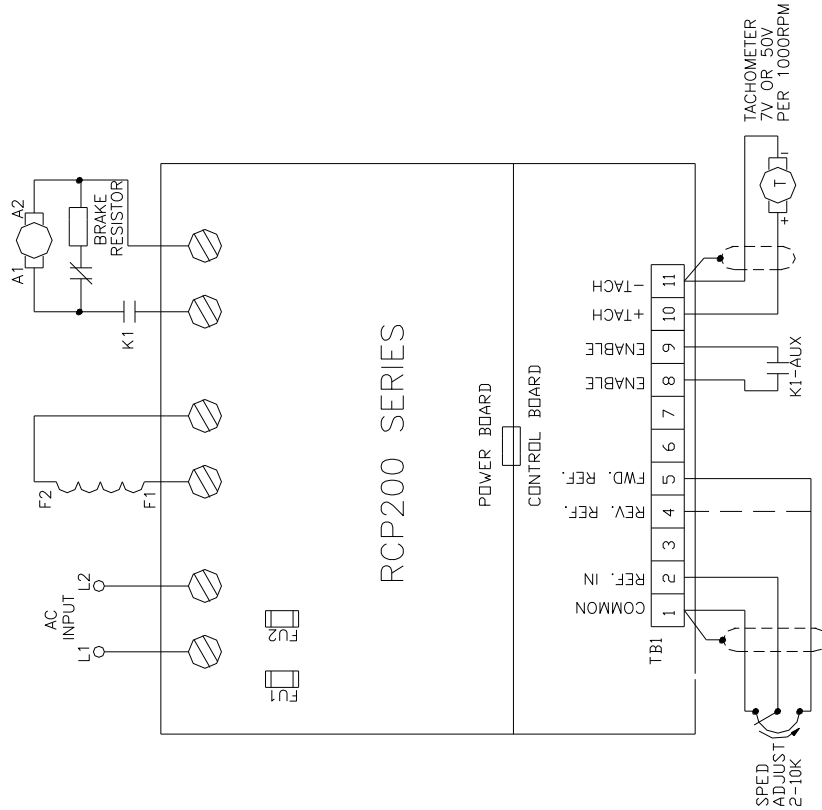 TACHOMETER
7V OR 50V
PER 1000RPM
A1
A2
BRAKE
RESISTOR
K1
F2
F1
AC
INPUT
L2
L1
RCP200 SERIES
POWER BOARD
CONTROL BOARD
FU2
FU1
TB1
COMMON
REF. IN
REV. REF.
FWD. REF.
ENABLE
ENABLE
+TACH
-TACH
1
2
3
4
5
6
7
8
9
10
11
K1-AUX
+
T
-
SPED
ADJUST
2-10K